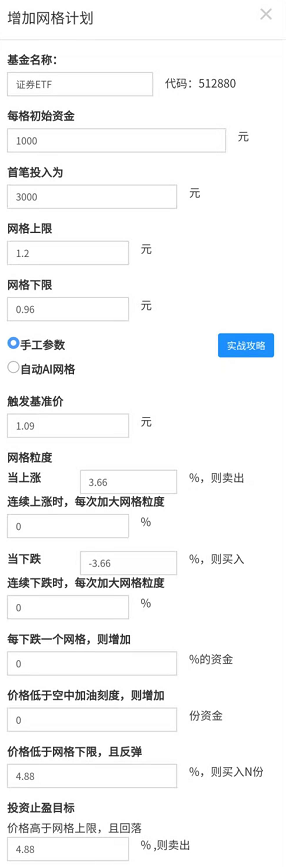 增加网格计划
基金名称：
证券ETF 代码：512880
每格初始资金
1000 元
首笔投入为
3000 元
网格上限
1.2 元
网格下限
0.96 元
手工参数 实战攻略
自动AI网格
触发基准价
1.09 元
网格粒度
当上涨 3.66 %，则卖出
连续上涨时，每次加大网格粒度
0 %
当下跌 -3.66 %，则买入
连续下跌时，每次加大网格粒度
0 %
每下跌一个网格，则增加
0 %的资金
价格低于空中加油刻度，则增加
0 份资金
价格低于网格下限，且反弹
4.88 %，则买入N份
投资止盈目标
价格高于网格上限，且回落
4.88 % ,则卖出